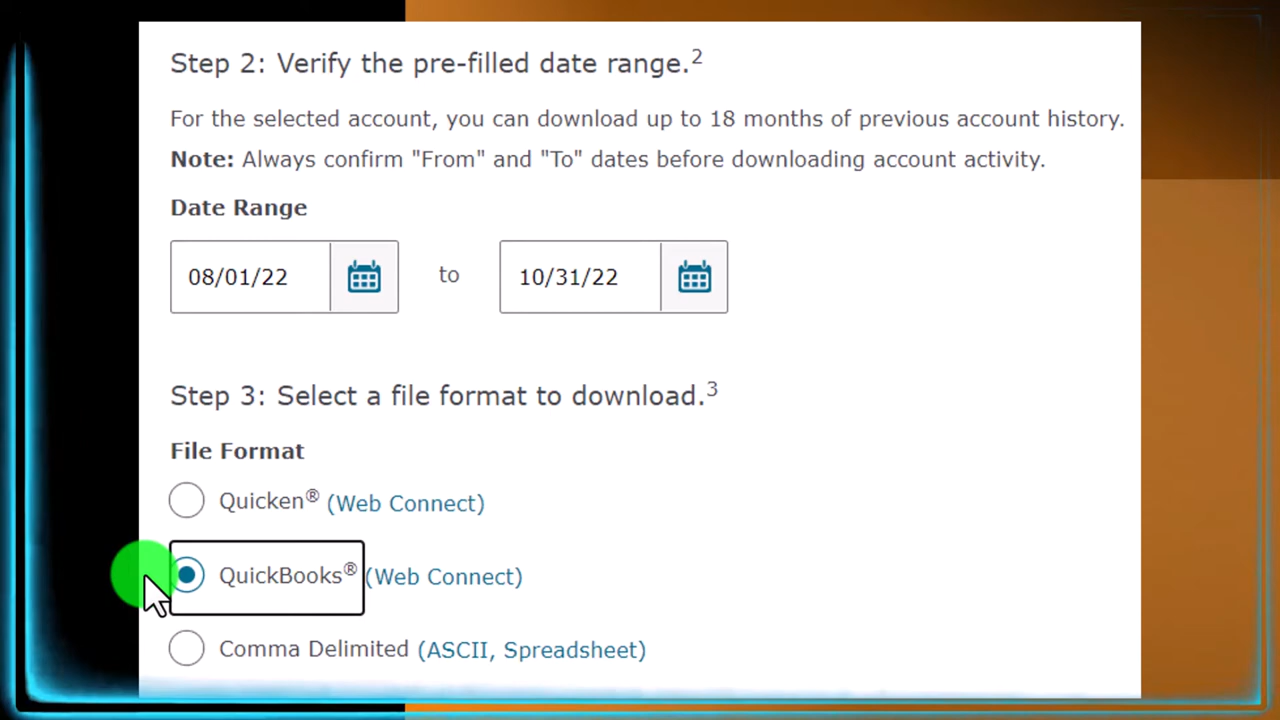 Step 2: Verify the pre-filled date range.2
For the selected account, you can download up to 18 months of previous account history.
Note: Always confirm "From" and "To" dates before downloading account activity.
Date Range
08/01/22 to 10/31/22
Step 3: Select a file format to download.3
File Format
Quicken® (Web Connect)
QuickBooks® (Web Connect)
Comma Delimited (ASCII, Spreadsheet)